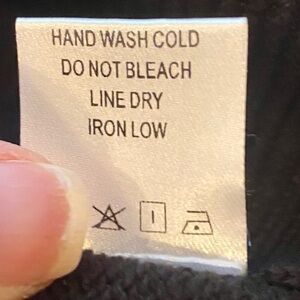 HAND WASH COLD
DO NOT BLEACH
LINE DRY
IRON LOW